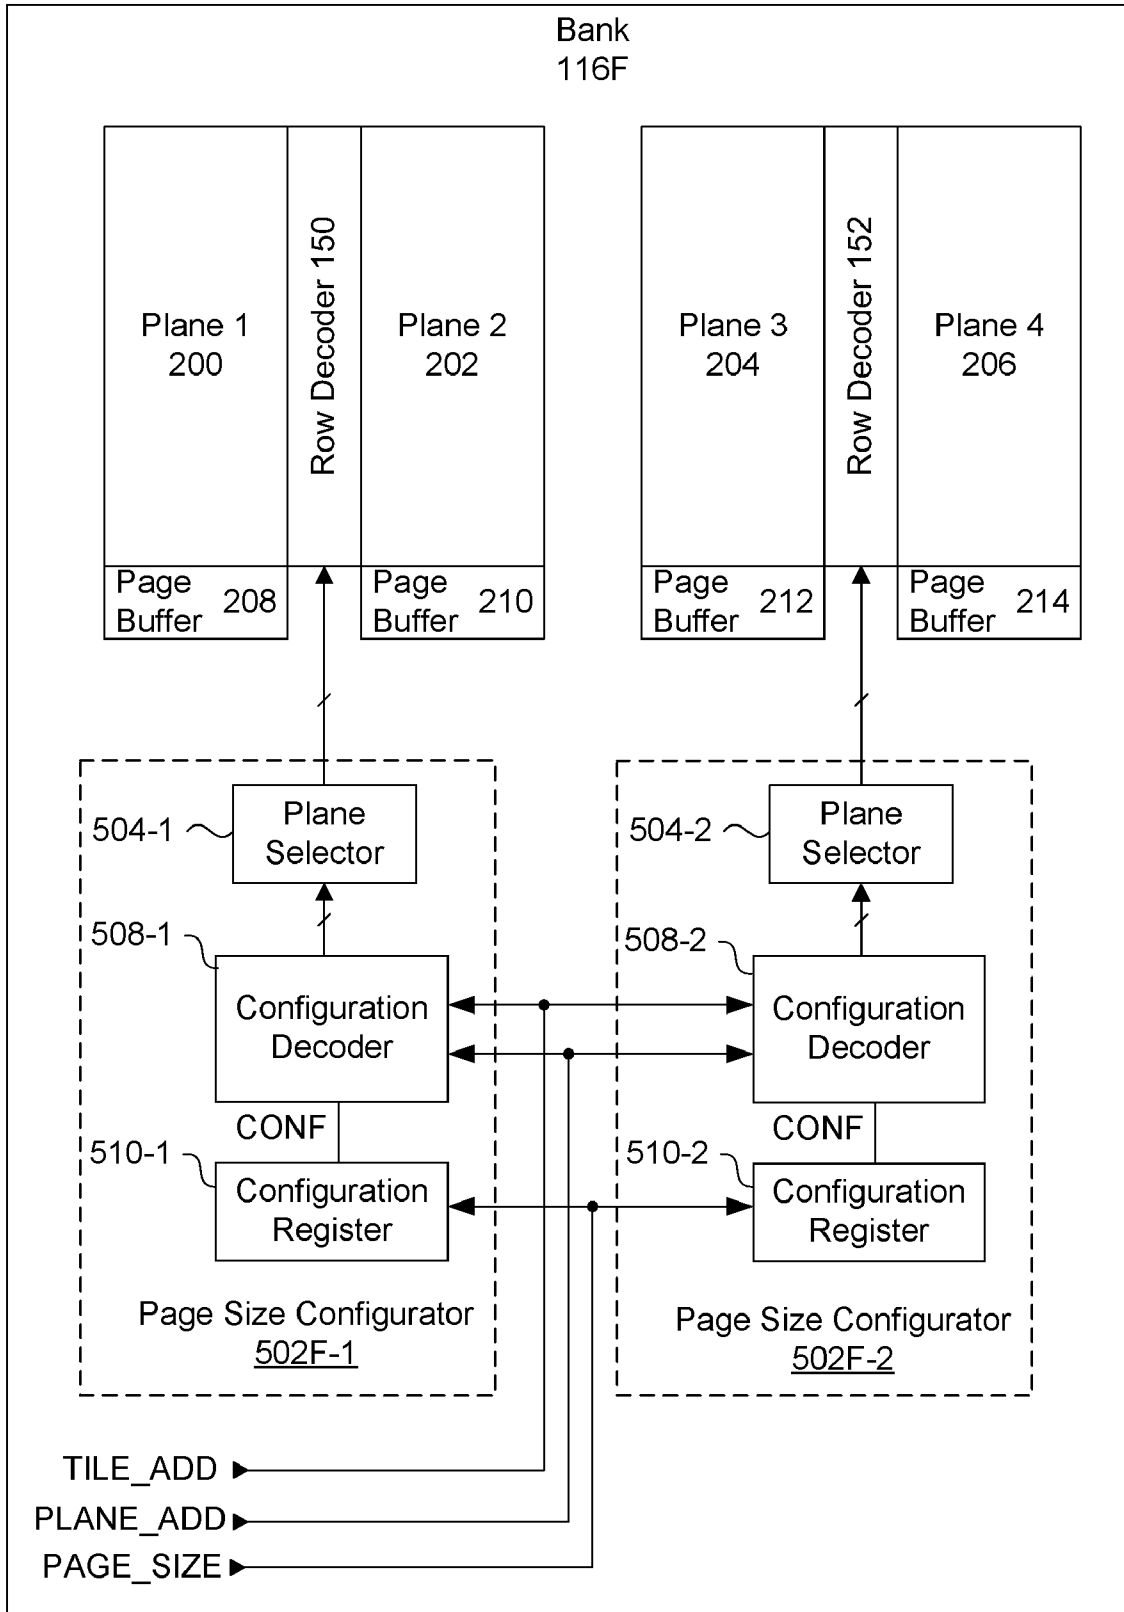 Bank
116F
Plane 1
200
Row Decoder 150
Plane 2
202
Plane 3
204
Row Decoder 152
Plane 4
206
Page
Buffer 208
Page
Buffer 210
Page
Buffer 212
Page
Buffer 214
504-1
Plane
Selector
504-2
Plane
Selector
508-1
Configuration
Decoder
508-2
Configuration
Decoder
CONF
CONF
510-1
Configuration
Register
510-2
Configuration
Register
Page Size Configurator
502F-1
Page Size Configurator
502F-2
TILE_ADD
PLANE_ADD
PAGE_SIZE